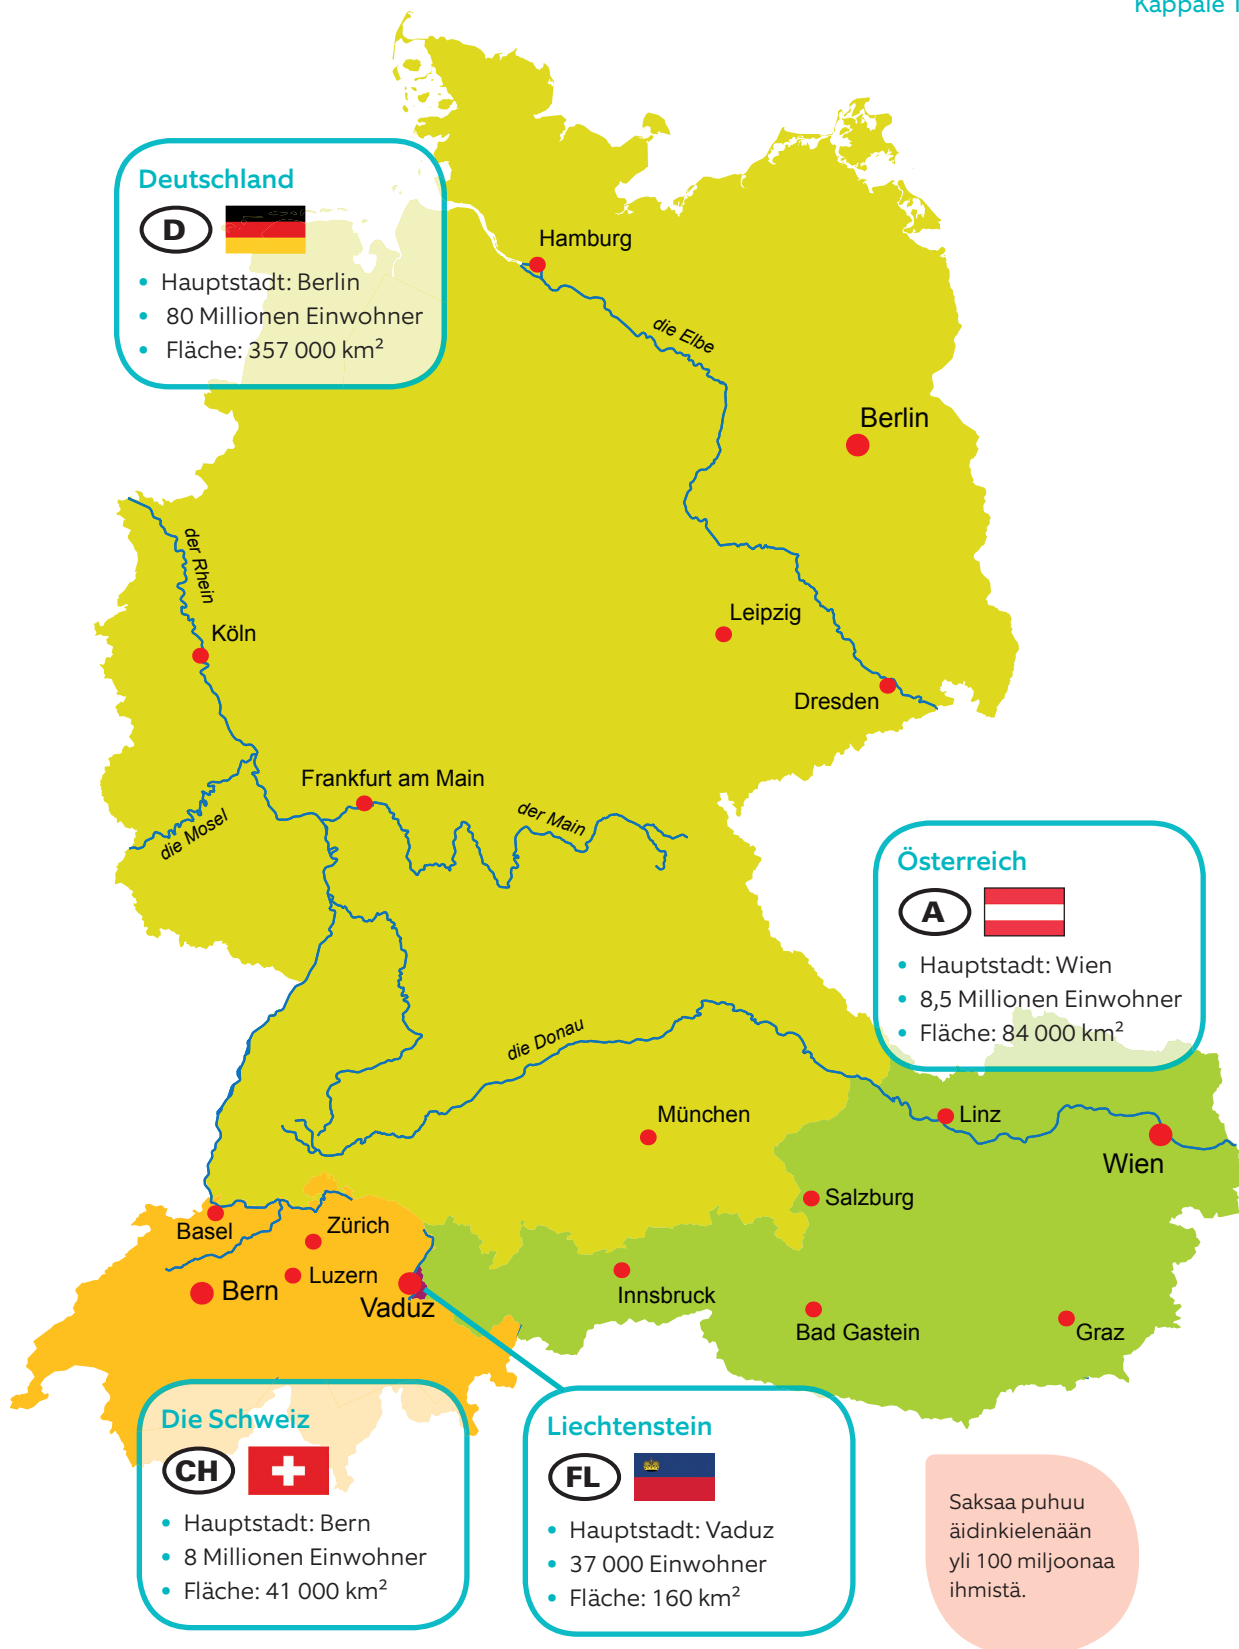 Kappale 1
Deutschland
D
• Hauptstadt: Berlin
• 80 Millionen Einwohner
• Fläche: 357 000 km²
Hamburg
die Elbe
Berlin
der Rhein
Köln
Leipzig
Dresden
Frankfurt am Main
der Main
die Mosel
Österreich
A
• Hauptstadt: Wien
• 8,5 Millionen Einwohner
• Fläche: 84 000 km²
die Donau
München
Linz
Wien
Salzburg
Basel
Zürich
Luzern
Bern
Vaduz
Innsbruck
Bad Gastein
Graz
Die Schweiz
CH
• Hauptstadt: Bern
• 8 Millionen Einwohner
• Fläche: 41 000 km²
Liechtenstein
FL
• Hauptstadt: Vaduz
• 37 000 Einwohner
• Fläche: 160 km²
Saksaa puhuu
äidinkielenään
yli 100 miljoonaa
ihmistä.